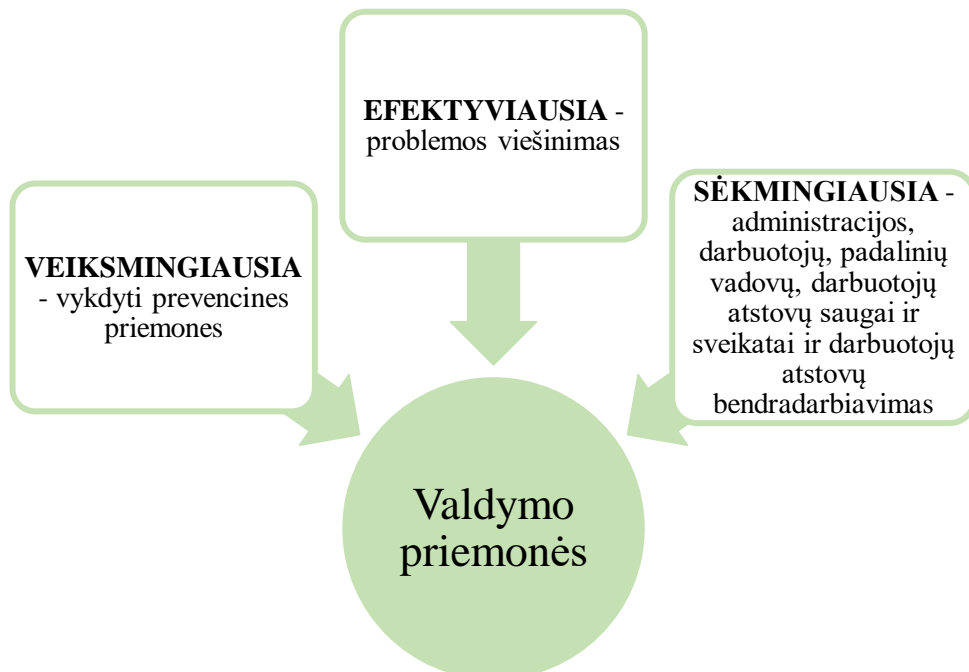 EFEKTYVIAUSIA -
problemos viešinimas
VEIKSMINGIAUSIA
- vykdyti prevencines
priemones
SĖKMINGIAUSIA -
administracijos,
darbuotojų, padalinių
vadovų, darbuotojų
atstovų saugai ir
sveikatai ir darbuotojų
atstovų
bendradarbiavimas
Valdymo
priemonės